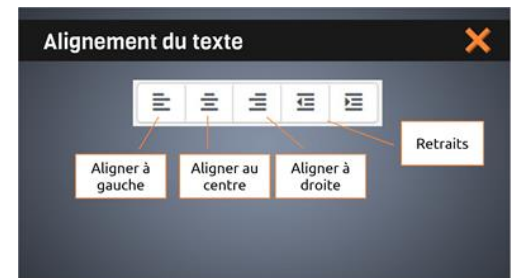 Alignement du texte
Retraits
Aligner à
gauche
Aligner au
centre
Aligner à
droite